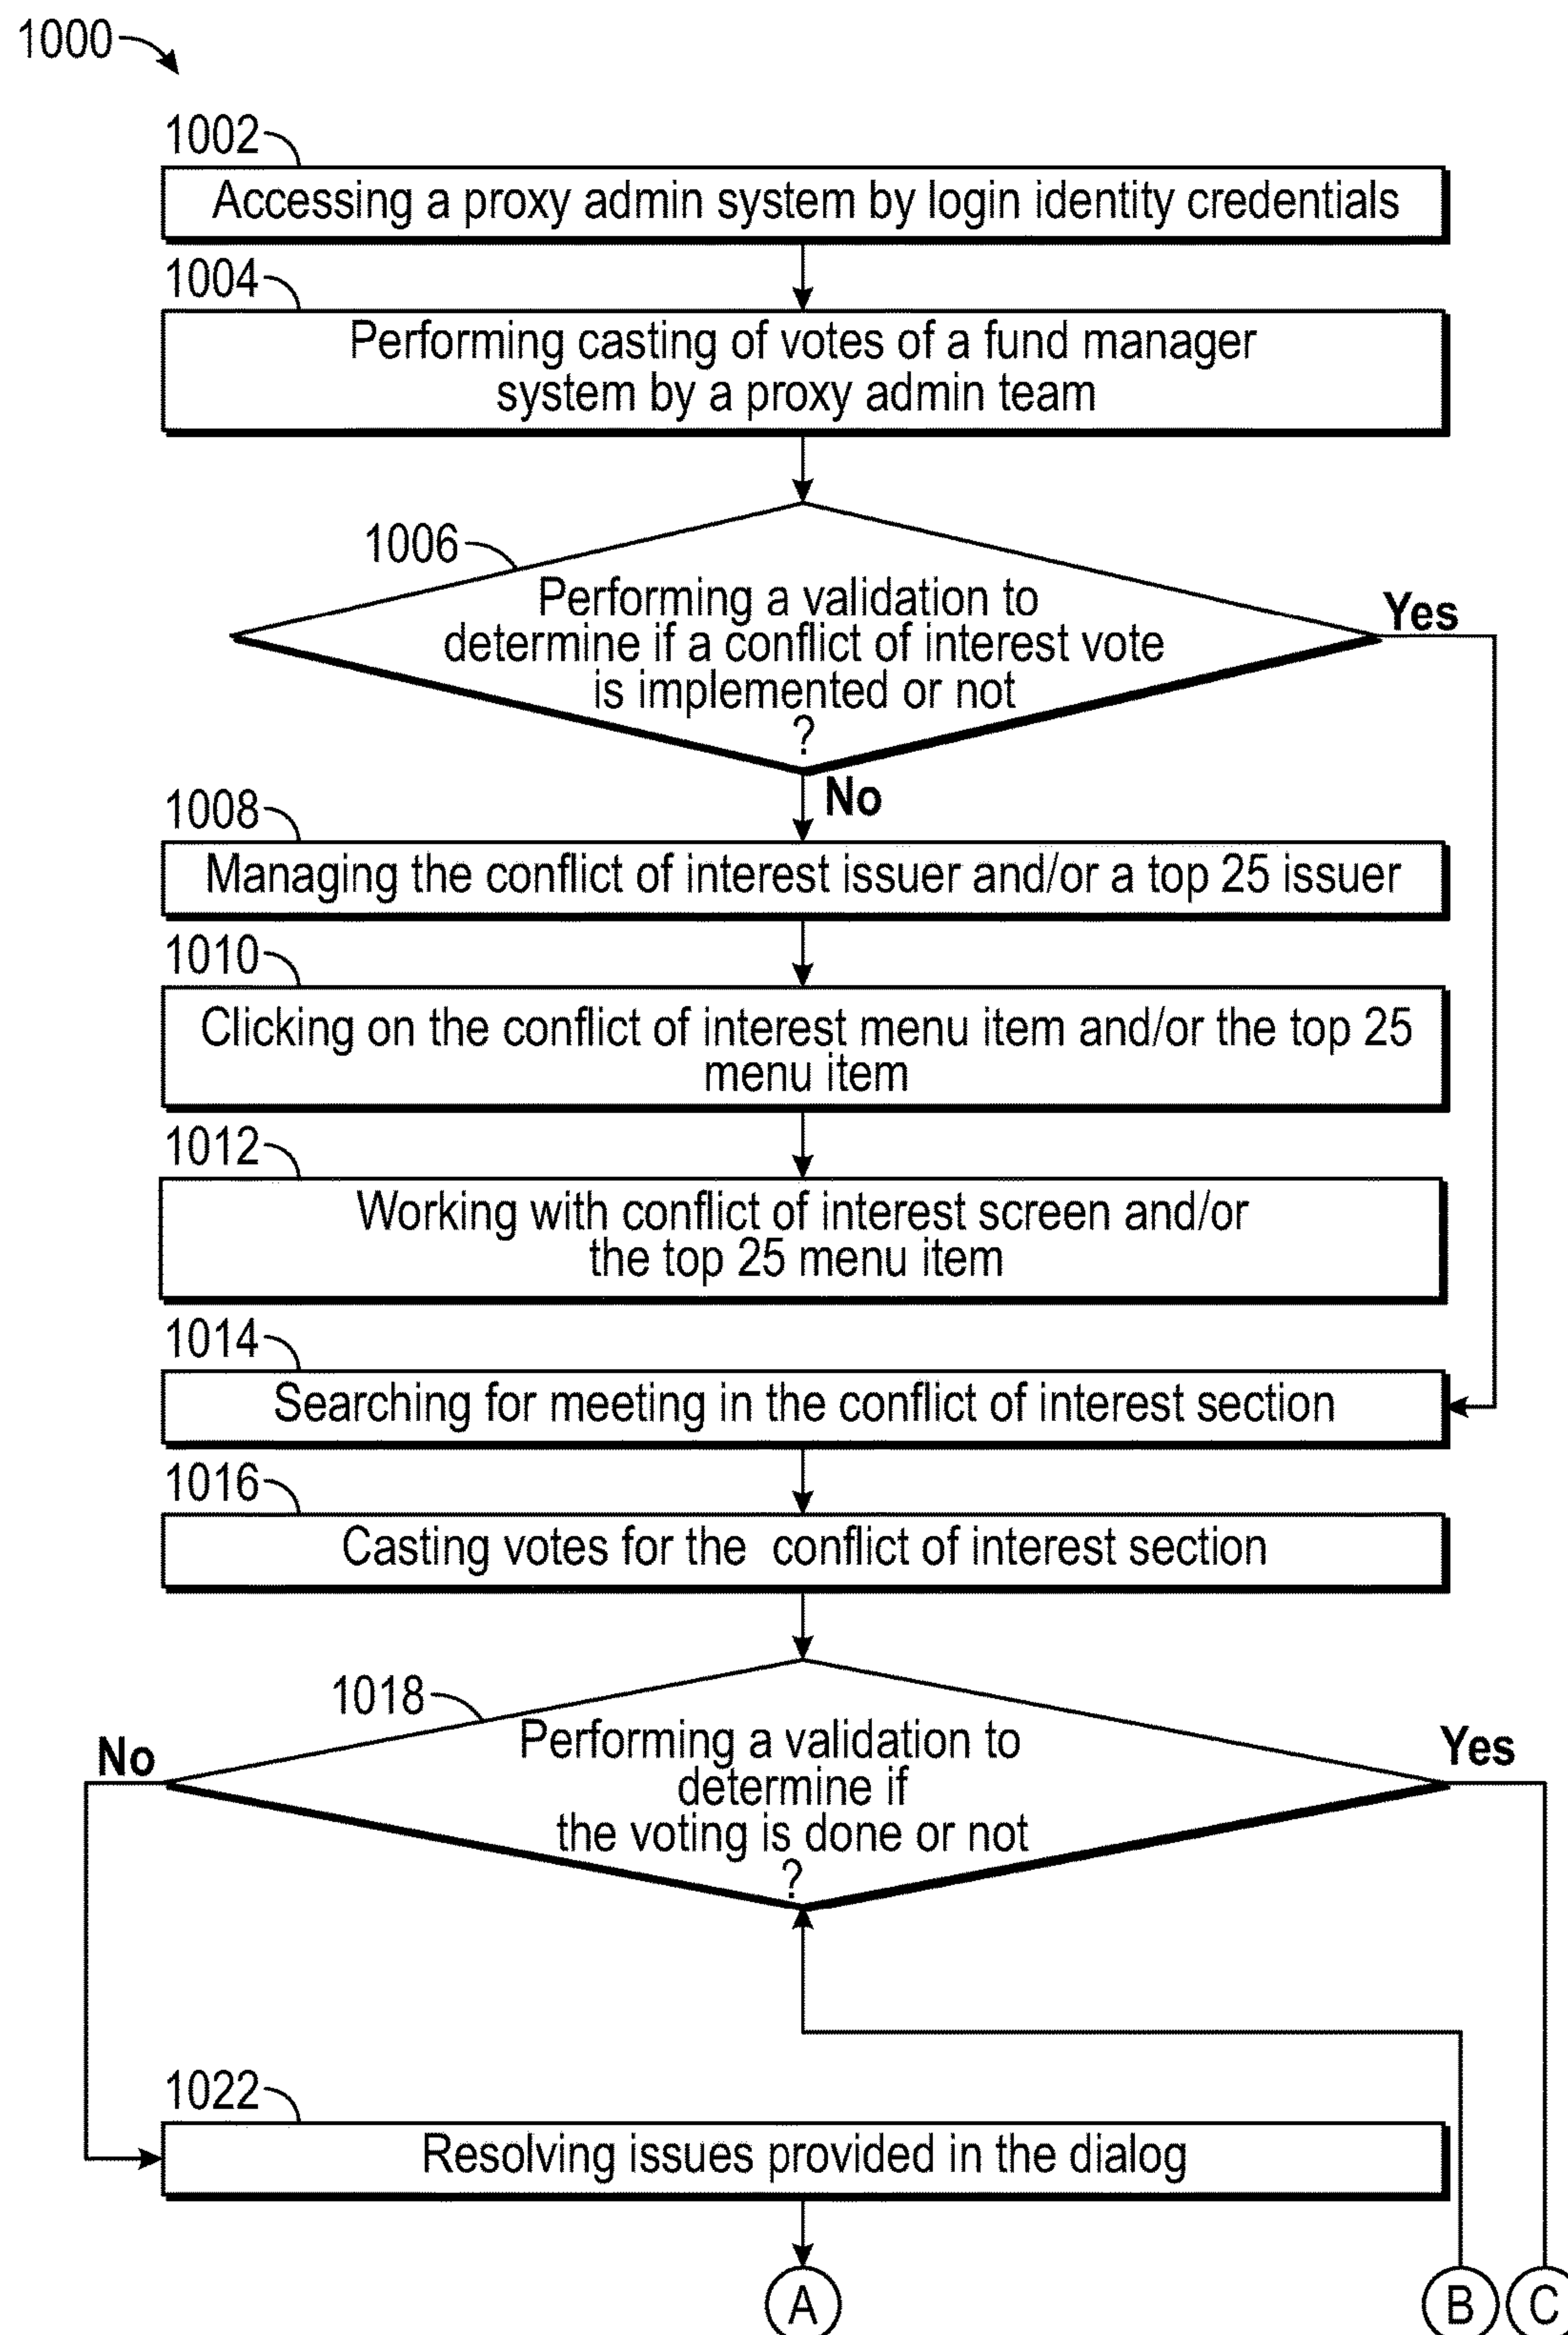 1000
1002
Accessing a proxy admin system by login identity credentials
1004
Performing casting of votes of a fund manager
system by a proxy admin team
1006
Performing a validation to
determine if a conflict of interest vote
is implemented or not
?
Yes
No
1008
Managing the conflict of interest issuer and/or a top 25 issuer
1010
Clicking on the conflict of interest menu item and/or the top 25
menu item
1012
Working with conflict of interest screen and/or
the top 25 menu item
1014
Searching for meeting in the conflict of interest section
1016
Casting votes for the conflict of interest section
1018
Performing a validation to
determine if
the voting is done or not
?
No
Yes
1022
Resolving issues provided in the dialog
A
B
C